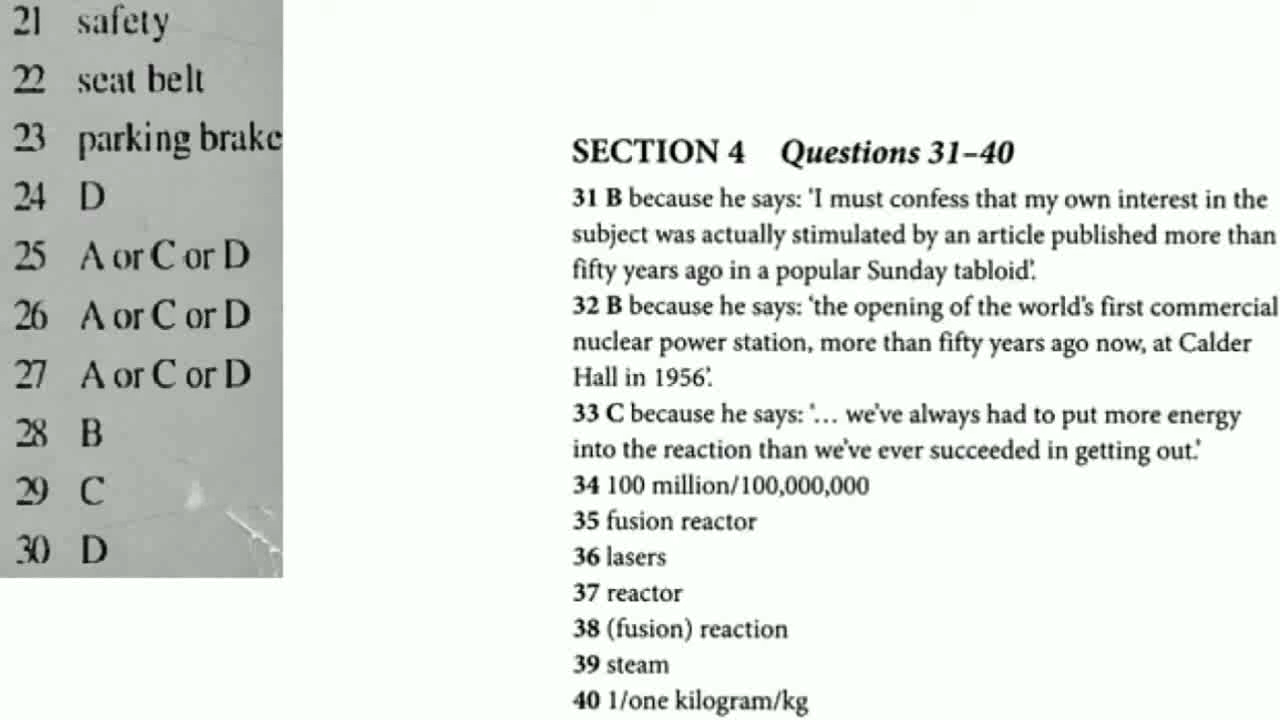 21 safety
22 seat belt
23 parking brake
24 D
25 A or C or D
26 A or C or D
27 A or C or D
28 B
29 C
30 D
SECTION 4 Questions 31–40
31 B because he says: 'I must confess that my own interest in the
subject was actually stimulated by an article published more than
fifty years ago in a popular Sunday tabloid'.
32 B because he says: 'the opening of the world's first commercial
nuclear power station, more than fifty years ago now, at Calder
Hall in 1956'.
33 C because he says: '… we've always had to put more energy
into the reaction than we've ever succeeded in getting out.'
34 100 million/100,000,000
35 fusion reactor
36 lasers
37 reactor
38 (fusion) reaction
39 steam
40 1/one kilogram/kg